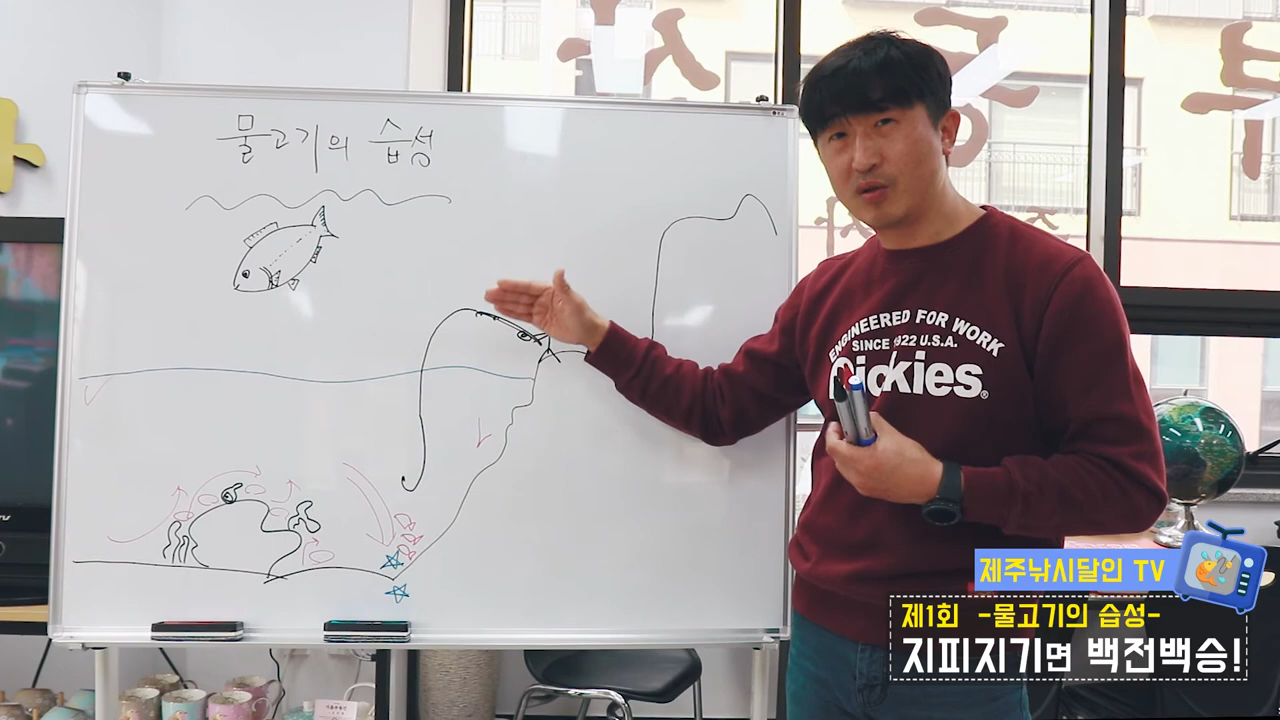 물고기의 습성
ENGINEERED FOR WORK
SINCE 1922 U.S.A.
Dickies®
제주낚시달인 TV
제1회 -물고기의 습성-
지피지기면 백전백승!